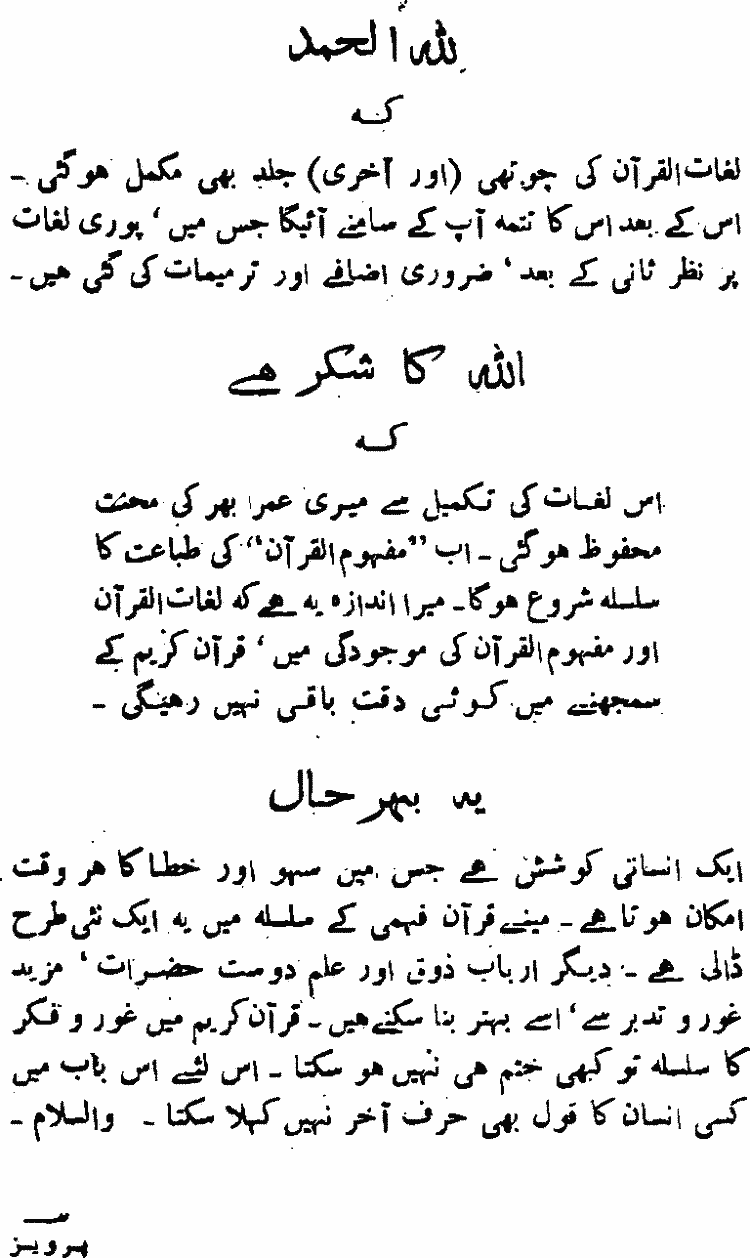 للہ الحمد
کہ
لغات القرآن کی چوتھی (اور آخری) جلد بھی مکمل ہوگئی ۔
اس کے بعد اس کا تتمہ آپ کے سامنے آئیگا جس میں ، پوری لغات
پر نظر ثانی کے بعد ، ضروری اضافے اور ترمیمات کی گئی ہیں ۔
اللہ کا شکر ہے
کہ
اس لغات کی تکمیل سے میری عمر بھر کی محنت
محفوظ ہوگئی ۔ اب ”مفہوم القرآن“ کی طباعت کا
سلسلہ شروع ہوگا ۔ میرا اندازہ یہ ہے کہ لغات القرآن
اور مفہوم القرآن کی موجودگی میں ، قرآن کریم کے
سمجھنے میں کوئی دقت باقی نہیں رہیگی ۔
یہ بہر حال
ایک انسانی کوشش ہے جس میں سہو اور خطا کا ہر وقت
امکان ہوتا ہے ۔ مینے قرآن فہمی کے سلسلہ میں یہ ایک نئی طرح
ڈالی ہے ۔ دیگر ارباب ذوق اور علم دوست حضرات ، مزید
غور و تدبر سے ، اسے بہتر بنا سکتے ہیں ۔ قرآن کریم میں غور و فکر
کا سلسلہ تو کبھی ختم ہی نہیں ہو سکتا ۔ اس لئے اس باب میں
کسی انسان کا قول بھی حرف آخر نہیں کہلا سکتا ۔ والسلام ۔
پرویز